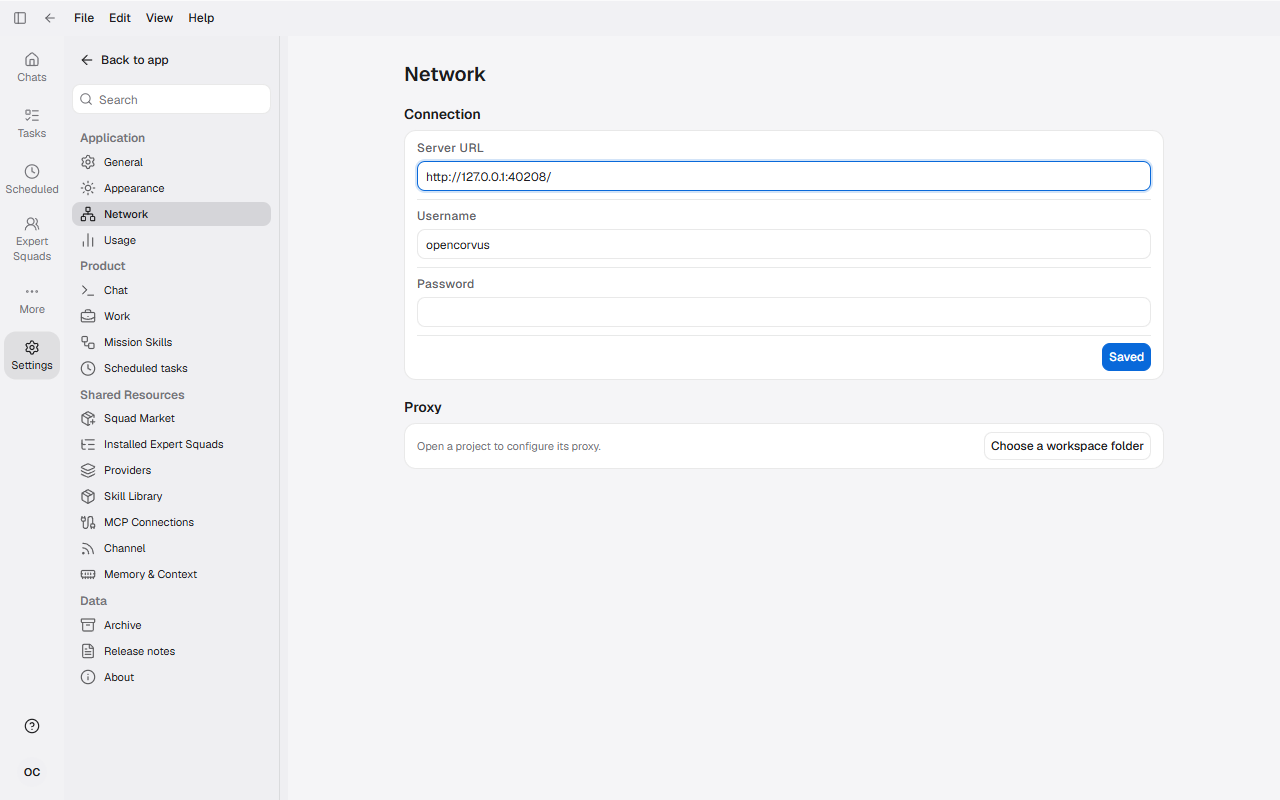 File Edit View Help
Chats
Tasks
Scheduled
Expert
Squads
More
Settings
OC
Back to app
Search
Application
General
Appearance
Network
Usage
Product
Chat
Work
Mission Skills
Scheduled tasks
Shared Resources
Squad Market
Installed Expert Squads
Providers
Skill Library
MCP Connections
Channel
Memory & Context
Data
Archive
Release notes
About
Network
Connection
Server URL
http://127.0.0.1:40208/
Username
opencorvus
Password
Saved
Proxy
Open a project to configure its proxy.
Choose a workspace folder